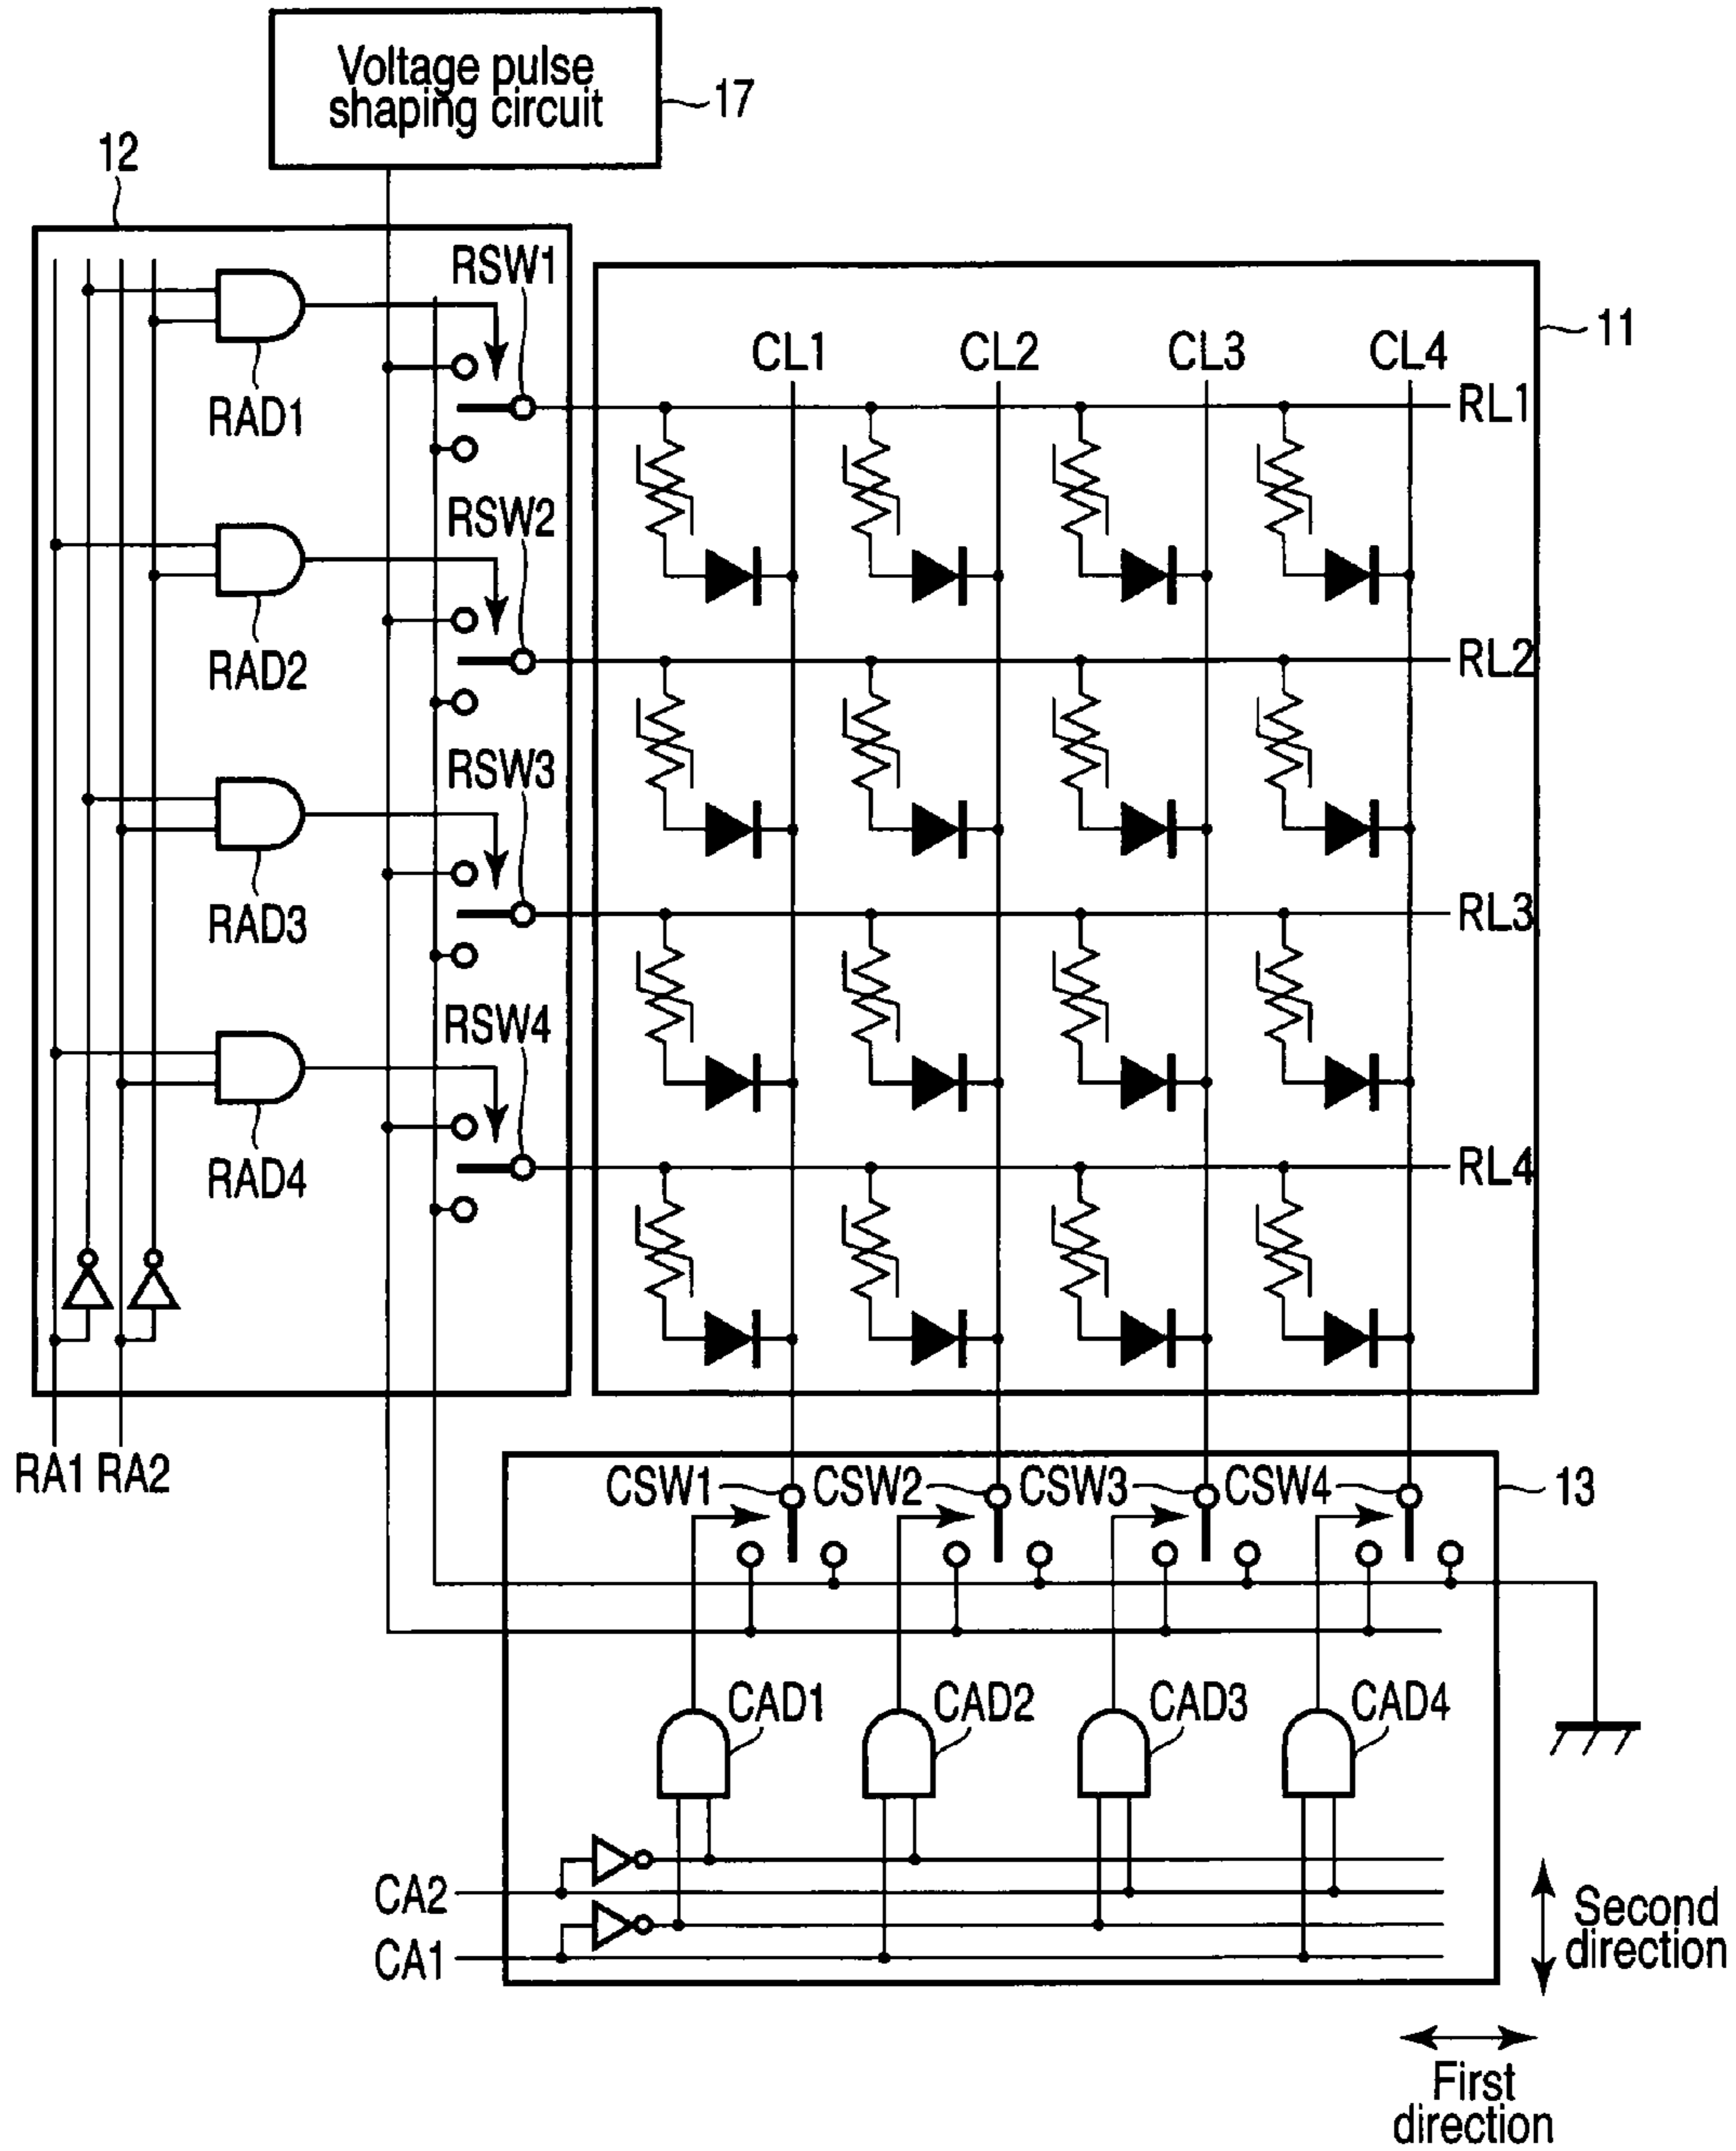 Voltage pulse
shaping circuit
17
12
RSW1
11
CL1 CL2 CL3 CL4
RL1
RAD1
RSW2
RL2
RAD2
RSW3
RL3
RAD3
RSW4
RL4
RAD4
RA1 RA2
CSW1 CSW2 CSW3 CSW4
13
CAD1 CAD2 CAD3 CAD4
CA2
CA1
Second
direction
First
direction